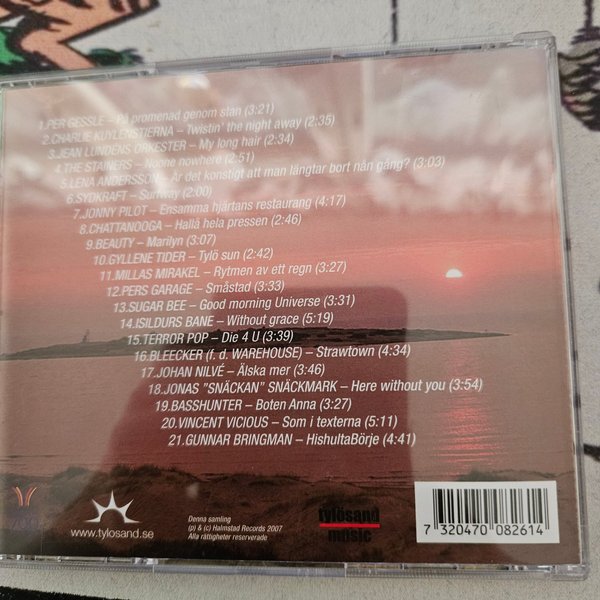 1.PER GESSLE – På promenad genom stan (3:21)
2.CHARLIE KUYLENSTIERNA – Twistin' the night away (2:35)
3.JEAN LUNDENS ORKESTER – My long hair (2:34)
4.THE STAINERS – Noone nowhere (2:51)
5.LENA ANDERSSON – Är det konstigt att man längtar bort nån gång? (3:03)
6.SYDKRAFT – Surfway (2:00)
7.JONNY PILOT – Ensamma hjärtans restaurang (4:17)
8.CHATTANOOGA – Hallå hela pressen (2:46)
9.BEAUTY – Marilyn (3:07)
10.GYLLENE TIDER – Tylö sun (2:42)
11.MILLAS MIRAKEL – Rytmen av ett regn (3:27)
12.PERS GARAGE – Småstad (3:33)
13.SUGAR BEE – Good morning Universe (3:31)
14.ISILDURS BANE – Without grace (5:19)
15.TERROR POP – Die 4 U (3:39)
16.BLEECKER (f. d. WAREHOUSE) – Strawtown (4:34)
17.JOHAN NILVÉ – Älska mer (3:46)
18.JONAS "SNÄCKAN" SNÄCKMARK – Here without you (3:54)
19.BASSHUNTER – Boten Anna (3:27)
20.VINCENT VICIOUS – Som i texterna (5:11)
21.GUNNAR BRINGMAN – HishultaBörje (4:41)
www.tylosand.se
Denna samling
(p) & (c) Halmstad Records 2007
Alla rättigheter reserverade
tylösand
music
7 320470 082614